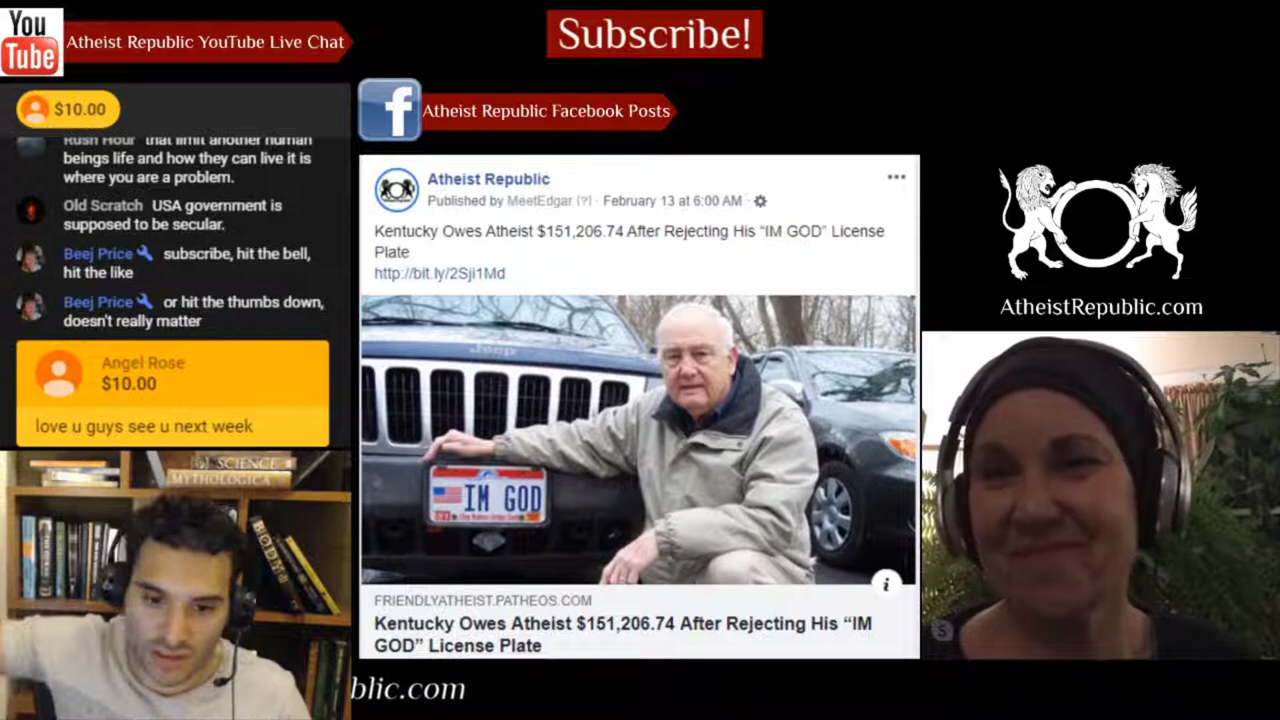 You
Tube
Atheist Republic YouTube Live Chat
Subscribe!
$10.00
Rush Hour that limit another human
beings life and how they can live it is
where you are a problem.
Old Scratch USA government is
supposed to be secular.
Beej Price subscribe, hit the bell,
hit the like
Beej Price or hit the thumbs down,
doesn't really matter
Angel Rose
$10.00
love u guys see u next week
f
Atheist Republic Facebook Posts
Atheist Republic
Published by MeetEdgar [?] · February 13 at 6:00 AM ·
Kentucky Owes Atheist $151,206.74 After Rejecting His “IM GOD” License
Plate
http://bit.ly/2Sji1Md
Jeep
IM GOD
i
FRIENDLYATHEIST.PATHEOS.COM
Kentucky Owes Atheist $151,206.74 After Rejecting His “IM
GOD” License Plate
AtheistRepublic.com
SCIENCE
MYTHOLOGICA
BODY
S
blic.com